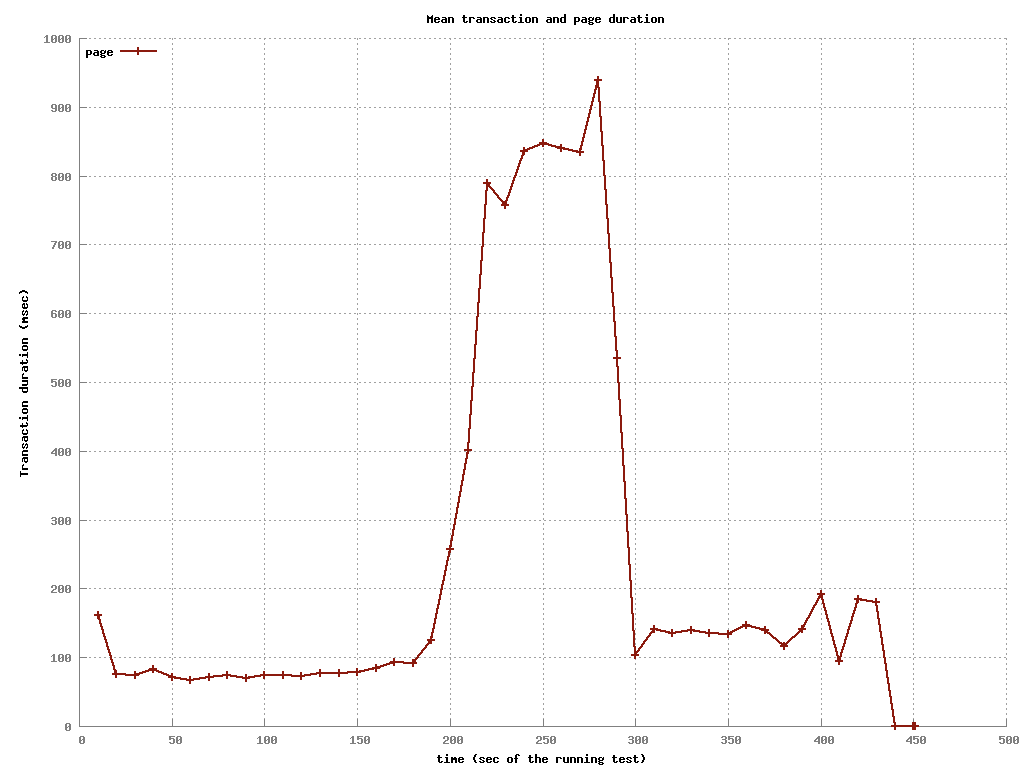 Mean transaction and page duration
page
1000
900
800
700
600
500
400
300
200
100
0
Transaction duration (msec)
0 50 100 150 200 250 300 350 400 450 500
time (sec of the running test)